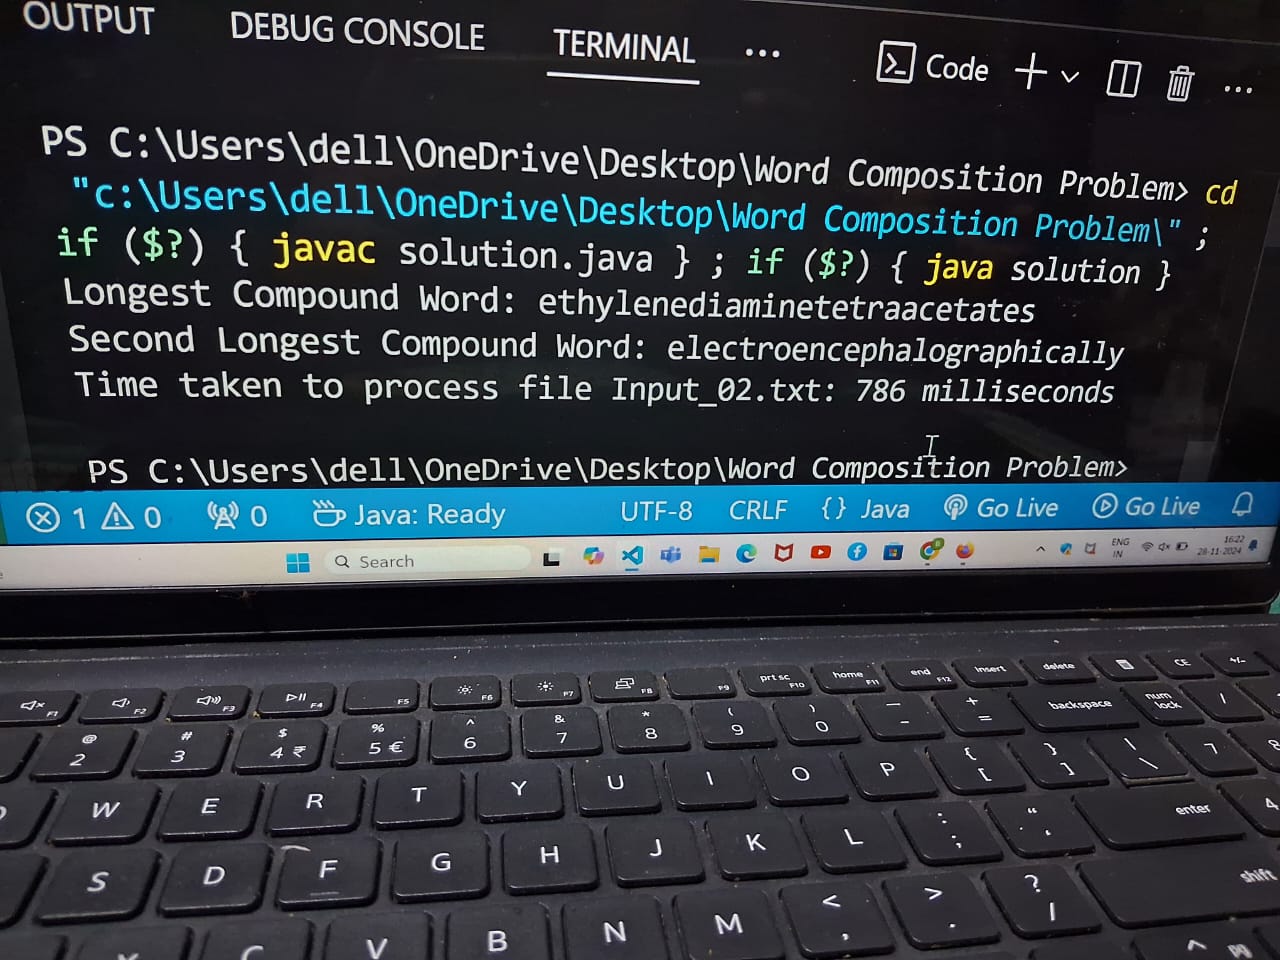 OUTPUT DEBUG CONSOLE TERMINAL ... Code
PS C:\Users\dell\OneDrive\Desktop\Word Composition Problem> cd
"c:\Users\dell\OneDrive\Desktop\Word Composition Problem\" ;
if ($?) { javac solution.java } ; if ($?) { java solution }
Longest Compound Word: ethylenediaminetetraacetates
Second Longest Compound Word: electroencephalographically
Time taken to process file Input_02.txt: 786 milliseconds
PS C:\Users\dell\OneDrive\Desktop\Word Composition Problem>
1 0 0 Java: Ready UTF-8 CRLF {} Java Go Live Go Live
Search ENG 16:22
IN 28-11-2024
F1 F2 F3 F4 F5 F6 F7 F8 F9 prt sc F10 home F11 end F12 insert delete CE +/-
@ 2 # 3 $ 4 ₹ % 5 € ^ 6 & 7 * 8 ( 9 ) 0 _ - + = backspace num lock /
W E R T Y U I O P { [ } ] | \ 7
S D F G H J K L : ; " ' enter 4
C V B N M < , > . ? / shift